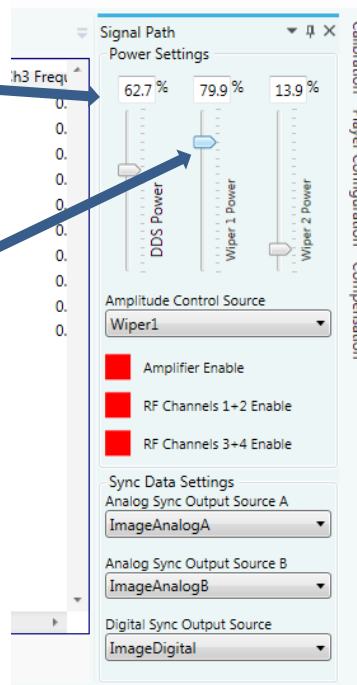 Signal Path
Power Settings
Ch3 Frequ
62.7 % 79.9 % 13.9 %
0.
0.
0.
0.
0.
0.
0.
0.
0.
0.
DDS Power
Wiper 1 Power
Wiper 2 Power
Amplitude Control Source
Wiper1
Amplifier Enable
RF Channels 1+2 Enable
RF Channels 3+4 Enable
Sync Data Settings
Analog Sync Output Source A
ImageAnalogA
Analog Sync Output Source B
ImageAnalogB
Digital Sync Output Source
ImageDigital
Calibration Player Configuration Compensation